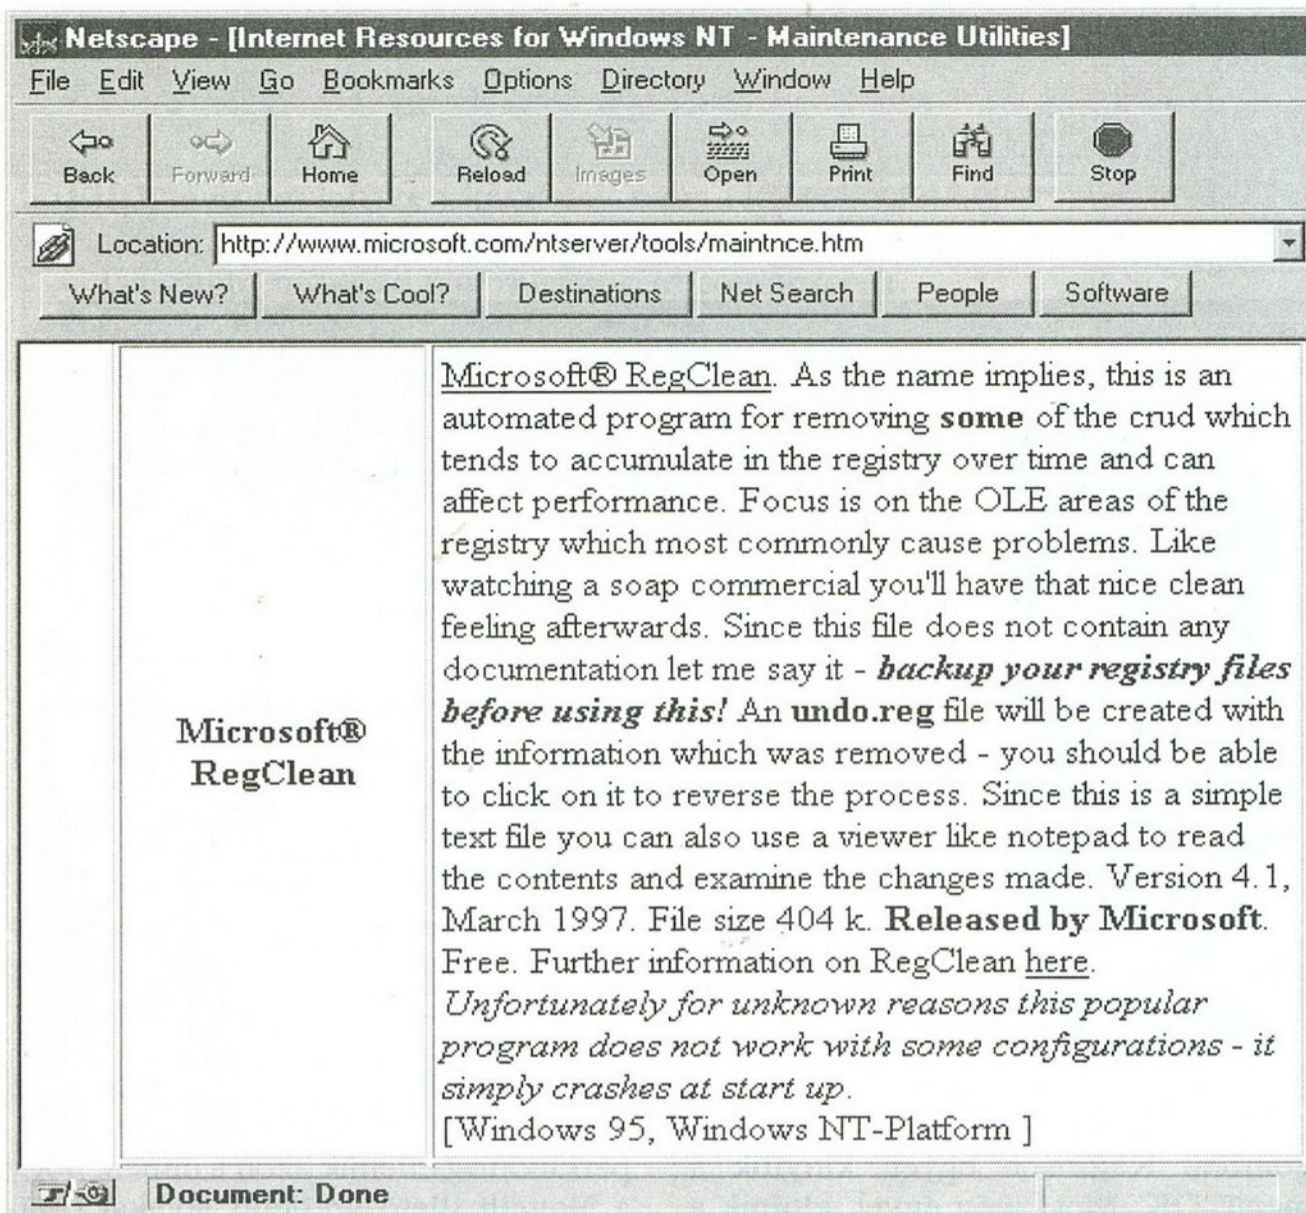 Netscape - [Internet Resources for Windows NT - Maintenance Utilities]
File Edit View Go Bookmarks Options Directory Window Help
Back Forward Home Reload Images Open Print Find Stop
Location: http://www.microsoft.com/ntserver/tools/maintnce.htm
What's New? What's Cool? Destinations Net Search People Software
Microsoft®
RegClean
Microsoft® RegClean. As the name implies, this is an
automated program for removing some of the crud which
tends to accumulate in the registry over time and can
affect performance. Focus is on the OLE areas of the
registry which most commonly cause problems. Like
watching a soap commercial you'll have that nice clean
feeling afterwards. Since this file does not contain any
documentation let me say it - backup your registry files
before using this! An undo.reg file will be created with
the information which was removed - you should be able
to click on it to reverse the process. Since this is a simple
text file you can also use a viewer like notepad to read
the contents and examine the changes made. Version 4.1,
March 1997. File size 404 k. Released by Microsoft.
Free. Further information on RegClean here.
Unfortunately for unknown reasons this popular
program does not work with some configurations - it
simply crashes at start up.
[Windows 95, Windows NT-Platform ]
Document: Done